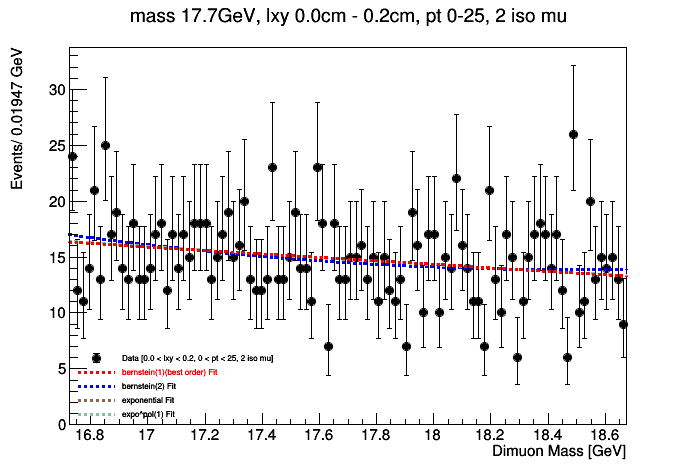 mass 17.7GeV, lxy 0.0cm - 0.2cm, pt 0-25, 2 iso mu
Events/ 0.01947 GeV
30
25
20
15
10
5
0
Data [0.0 < lxy < 0.2, 0 < pt < 25, 2 iso mu]
bernstein(1)(best order) Fit
bernstein(2) Fit
exponential Fit
expo*pol(1) Fit
16.8 17 17.2 17.4 17.6 17.8 18 18.2 18.4 18.6
Dimuon Mass [GeV]